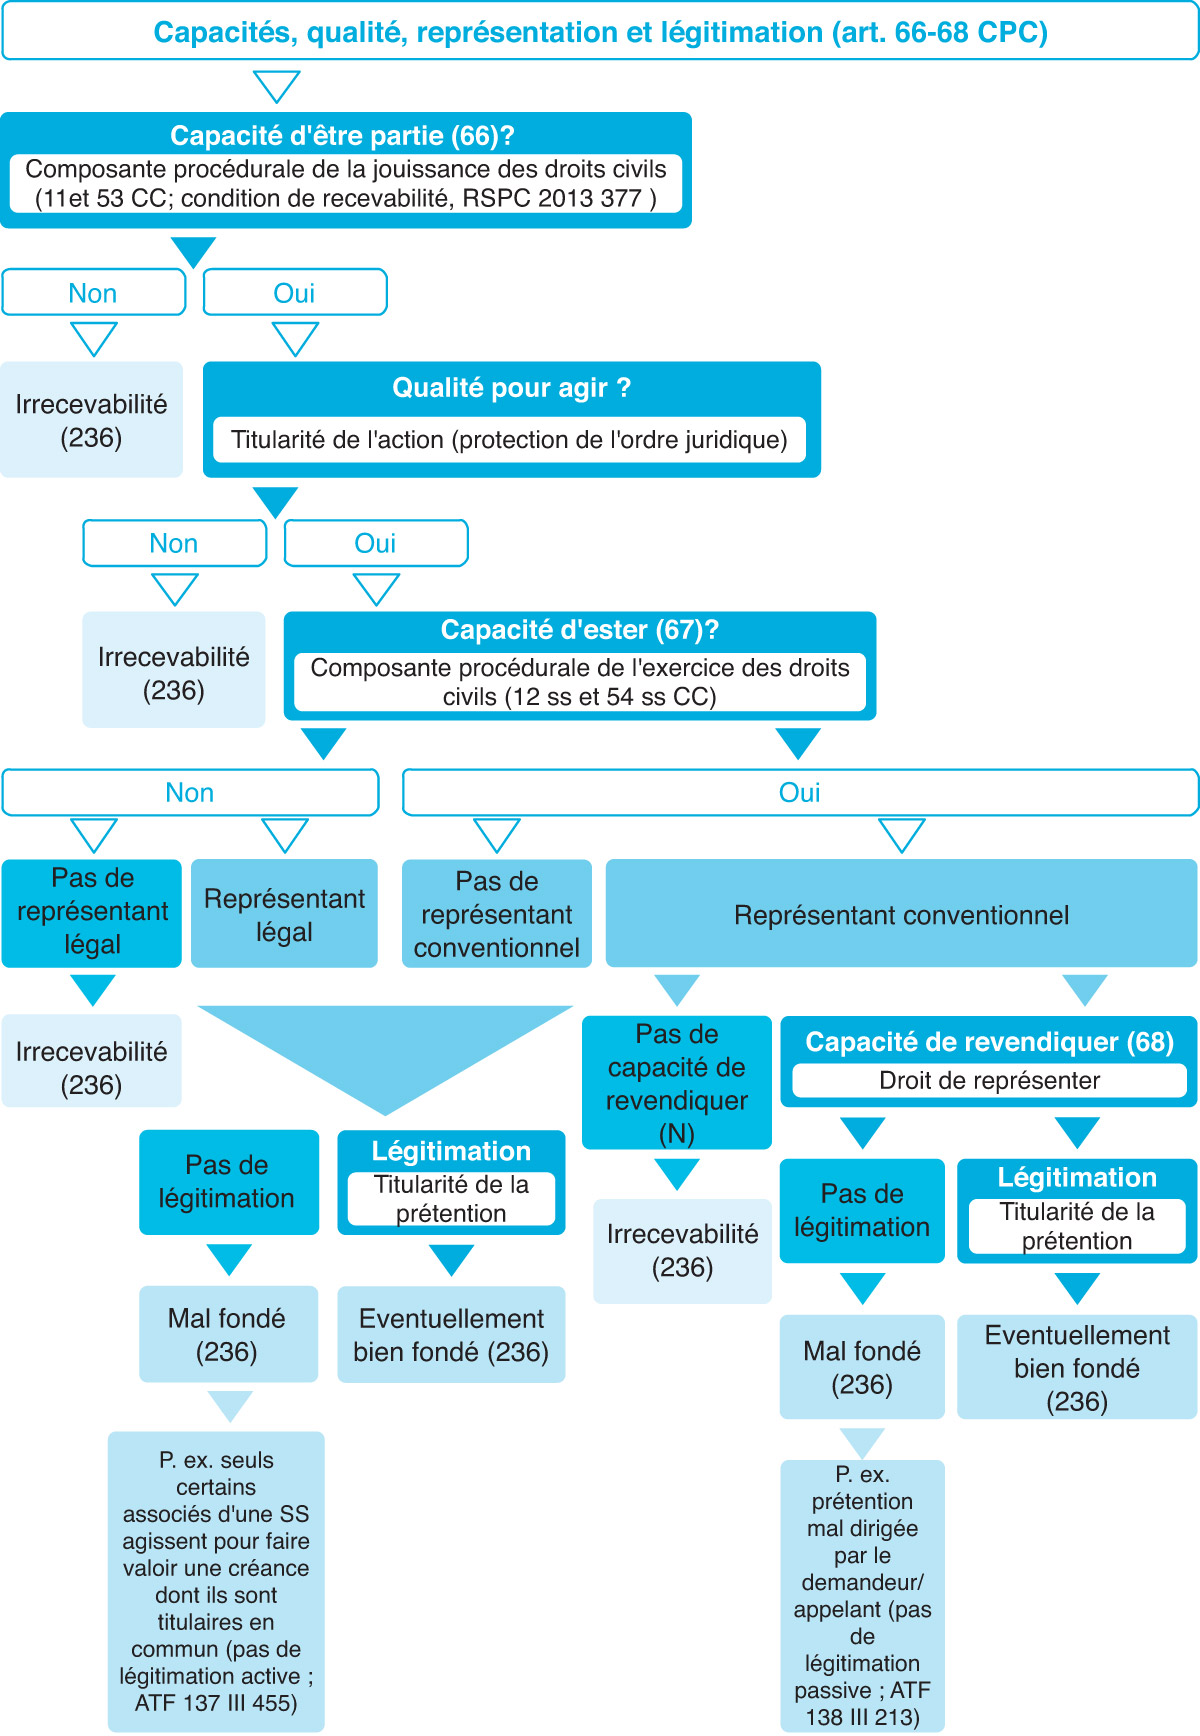 Capacités, qualité, représentation et légitimation (art. 66-68 CPC)
Capacité d'être partie (66)?
Composante procédurale de la jouissance des droits civils
(11et 53 CC; condition de recevabilité, RSPC 2013 377 )
Non
Oui
Irrecevabilité
(236)
Qualité pour agir ?
Titularité de l'action (protection de l'ordre juridique)
Non
Oui
Irrecevabilité
(236)
Capacité d'ester (67)?
Composante procédurale de l'exercice des droits
civils (12 ss et 54 ss CC)
Non
Oui
Pas de
représentant
légal
Représentant
légal
Pas de
représentant
conventionnel
Représentant conventionnel
Irrecevabilité
(236)
Pas de
capacité de
revendiquer
(N)
Capacité de revendiquer (68)
Droit de représenter
Pas de
légitimation
Légitimation
Titularité de la
prétention
Irrecevabilité
(236)
Pas de
légitimation
Légitimation
Titularité de la
prétention
Mal fondé
(236)
Eventuellement
bien fondé (236)
Mal fondé
(236)
Eventuellement
bien fondé
(236)
P. ex. seuls
certains
associés d'une SS
agissent pour faire
valoir une créance
dont ils sont
titulaires en
commun (pas de
légitimation active ;
ATF 137 III 455)
P. ex.
prétention
mal dirigée
par le
demandeur/
appelant (pas
de
légitimation
passive ; ATF
138 III 213)